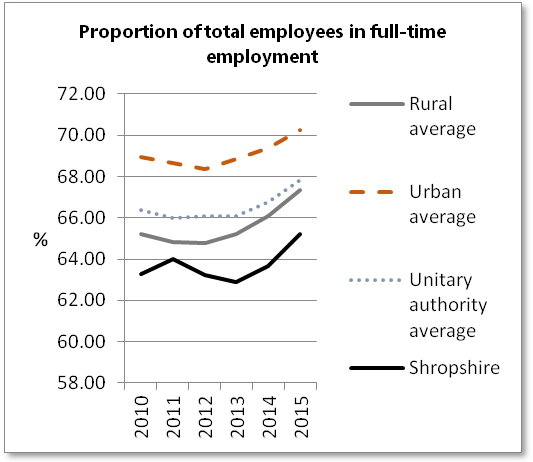 Proportion of total employees in full-time
employment
72.00
70.00
68.00
66.00
64.00
62.00
60.00
58.00
%
2010
2011
2012
2013
2014
2015
Rural
average
Urban
average
Unitary
authority
average
Shropshire